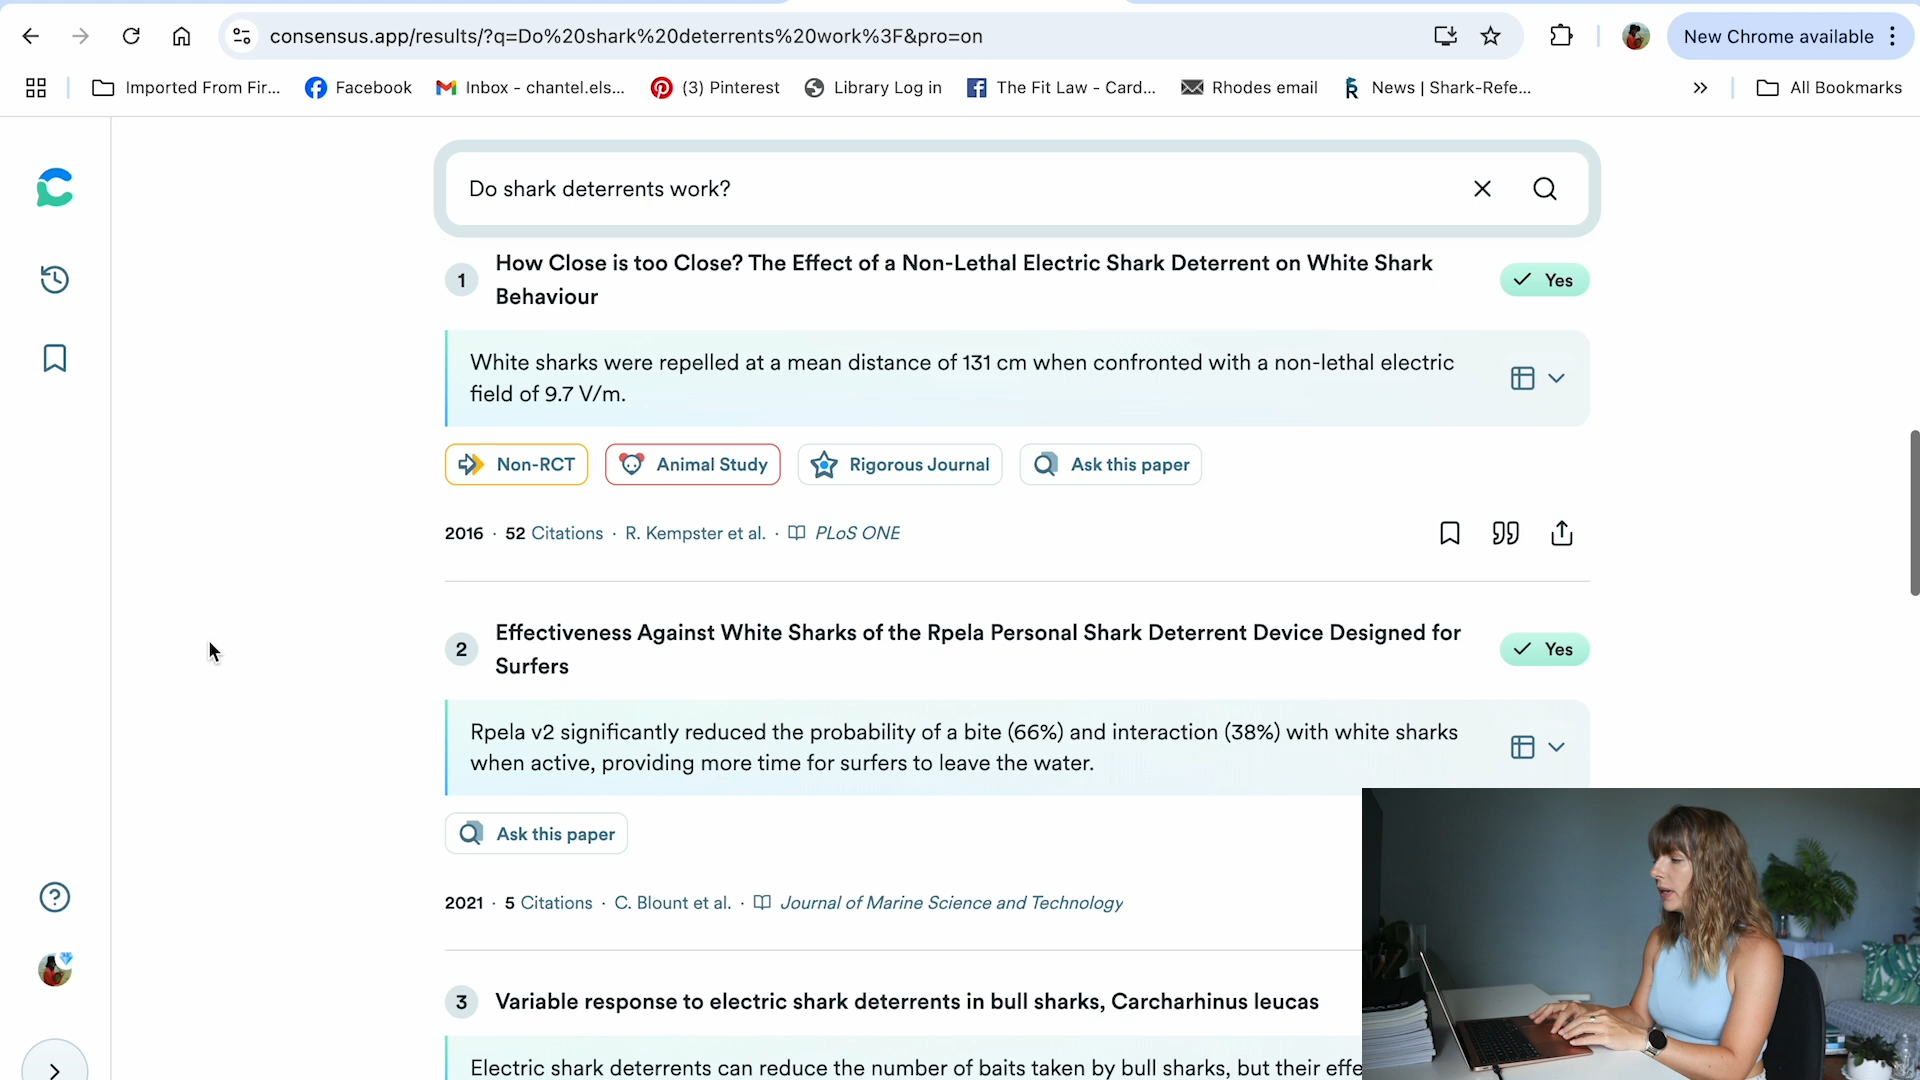 consensus.app/results/?q=Do%20shark%20deterrents%20work%3F&pro=on
New Chrome available
Imported From Fir...
Facebook
Inbox - chantel.els...
(3) Pinterest
Library Log in
The Fit Law - Card...
Rhodes email
News | Shark-Refe...
All Bookmarks
Do shark deterrents work?
1
How Close is too Close? The Effect of a Non-Lethal Electric Shark Deterrent on White Shark
Behaviour
Yes
White sharks were repelled at a mean distance of 131 cm when confronted with a non-lethal electric
field of 9.7 V/m.
Non-RCT
Animal Study
Rigorous Journal
Ask this paper
2016 · 52 Citations · R. Kempster et al. · PLoS ONE
2
Effectiveness Against White Sharks of the Rpela Personal Shark Deterrent Device Designed for
Surfers
Yes
Rpela v2 significantly reduced the probability of a bite (66%) and interaction (38%) with white sharks
when active, providing more time for surfers to leave the water.
Ask this paper
2021 · 5 Citations · C. Blount et al. · Journal of Marine Science and Technology
3
Variable response to electric shark deterrents in bull sharks, Carcharhinus leucas
Electric shark deterrents can reduce the number of baits taken by bull sharks, but their effe